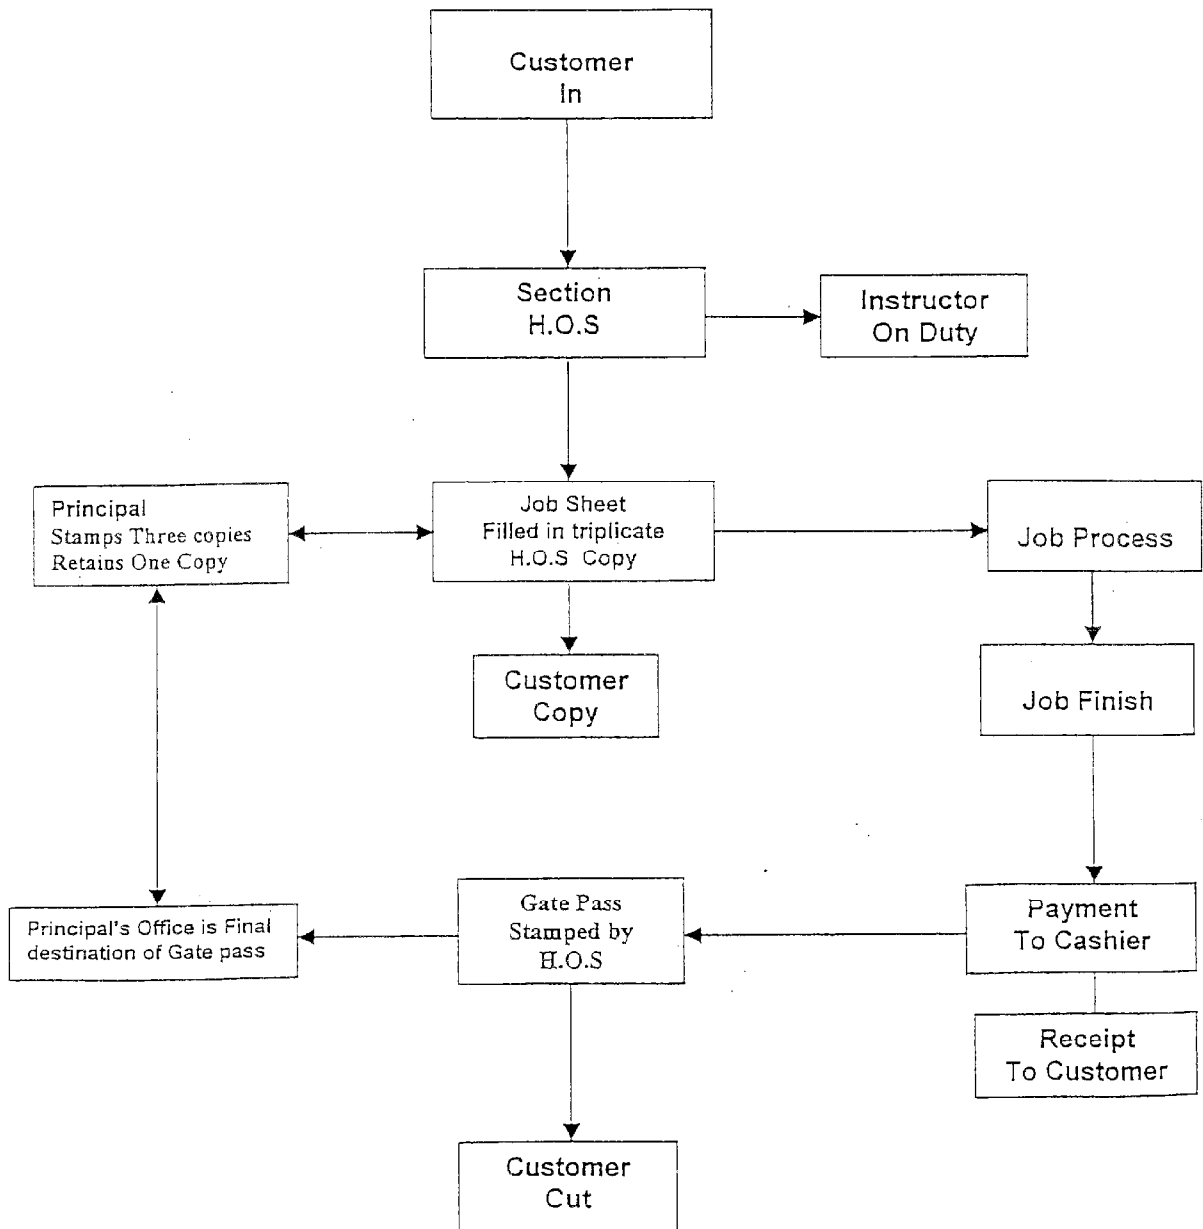 Customer
In
Section
H.O.S
Instructor
On Duty
Principal
Stamps Three copies
Retains One Copy
Job Sheet
Filled in triplicate
H.O.S Copy
Job Process
Customer
Copy
Job Finish
Principal's Office is Final
destination of Gate pass
Gate Pass
Stamped by
H.O.S
Payment
To Cashier
Receipt
To Customer
Customer
Cut